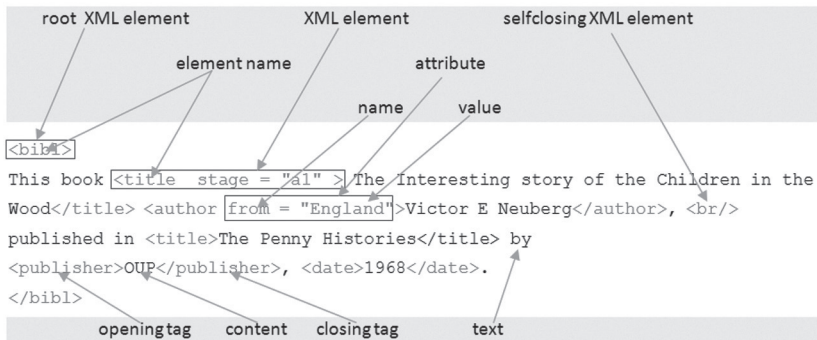 root XML element XML element selfclosing XML element
element name attribute
name value
<bibl>
This book <title stage = "a1" > The Interesting story of the Children in the
Wood</title> <author from = "England">Victor E Neuberg</author>, <br/>
published in <title>The Penny Histories</title> by
<publisher>OUP</publisher>, <date>1968</date>.
</bibl>
opening tag content closing tag text